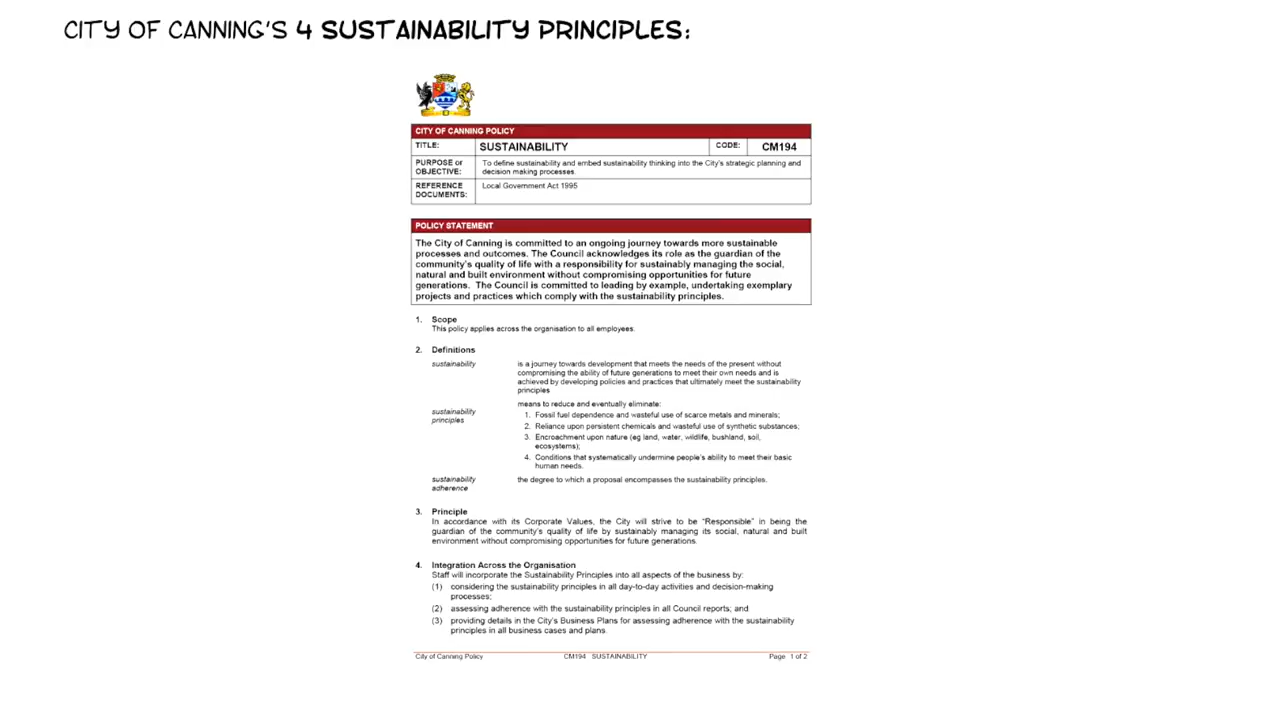 CITY OF CANNING'S 4 SUSTAINABILITY PRINCIPLES:
CITY OF CANNING POLICY
TITLE: SUSTAINABILITY CODE: CM194
PURPOSE or OBJECTIVE: To define sustainability and embed sustainability thinking into the City's strategic planning and
decision making processes.
REFERENCE DOCUMENTS: Local Government Act 1995
POLICY STATEMENT
The City of Canning is committed to an ongoing journey towards more sustainable
processes and outcomes. The Council acknowledges its role as the guardian of the
community's quality of life with a responsibility for sustainably managing the social,
natural and built environment without compromising opportunities for future
generations. The Council is committed to leading by example, undertaking exemplary
projects and practices which comply with the sustainability principles.
1. Scope
This policy applies across the organisation to all employees.
2. Definitions
sustainability is a journey towards development that meets the needs of the present without
compromising the ability of future generations to meet their own needs and is
achieved by developing policies and practices that ultimately meet the sustainability
principles
sustainability principles means to reduce and eventually eliminate:
1. Fossil fuel dependence and wasteful use of scarce metals and minerals;
2. Reliance upon persistent chemicals and wasteful use of synthetic substances;
3. Encroachment upon nature (eg land, water, wildlife, bushland, soil,
ecosystems);
4. Conditions that systematically undermine people's ability to meet their basic
human needs.
sustainability adherence the degree to which a proposal encompasses the sustainability principles.
3. Principle
In accordance with its Corporate Values, the City will strive to be "Responsible" in being the
guardian of the community's quality of life by sustainably managing its social, natural and built
environment without compromising opportunities for future generations.
4. Integration Across the Organisation
Staff will incorporate the Sustainability Principles into all aspects of the business by:
(1) considering the sustainability principles in all day-to-day activities and decision-making
processes;
(2) assessing adherence with the sustainability principles in all Council reports; and
(3) providing details in the City's Business Plans for assessing adherence with the sustainability
principles in all business cases and plans.
City of Canning Policy CM194 SUSTAINABILITY Page 1 of 2